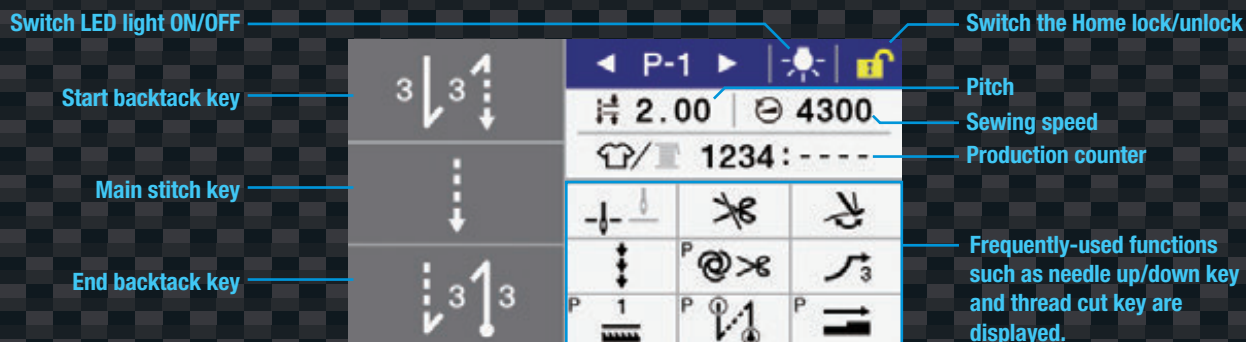 Switch LED light ON/OFF
Switch the Home lock/unlock
P-1
Start backtack key
3 3
2.00 4300
Pitch
Sewing speed
1234:----
Production counter
Main stitch key
End backtack key
3 3
P
3
P 1
P
P
Frequently-used functions
such as needle up/down key
and thread cut key are
displayed.